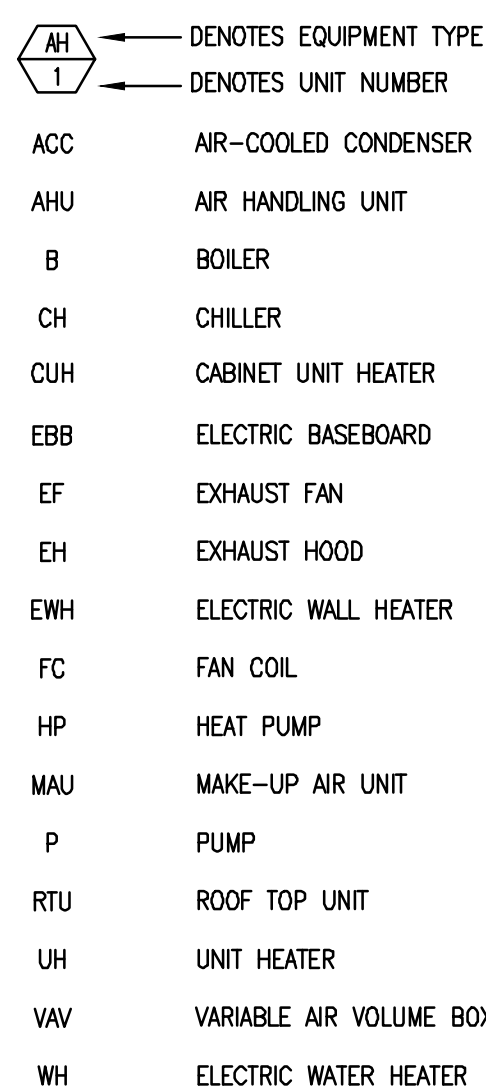 AH DENOTES EQUIPMENT TYPE
1 DENOTES UNIT NUMBER
ACC AIR-COOLED CONDENSER
AHU AIR HANDLING UNIT
B BOILER
CH CHILLER
CUH CABINET UNIT HEATER
EBB ELECTRIC BASEBOARD
EF EXHAUST FAN
EH EXHAUST HOOD
EWH ELECTRIC WALL HEATER
FC FAN COIL
HP HEAT PUMP
MAU MAKE-UP AIR UNIT
P PUMP
RTU ROOF TOP UNIT
UH UNIT HEATER
VAV VARIABLE AIR VOLUME BOX
WH ELECTRIC WATER HEATER